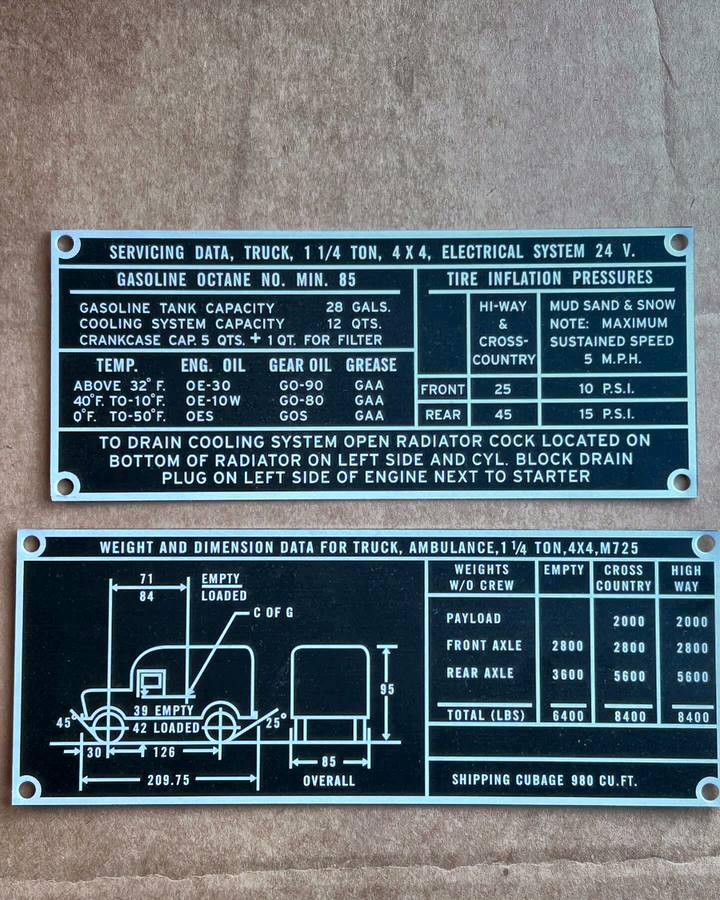 SERVICING DATA, TRUCK, 1 1/4 TON, 4X4, ELECTRICAL SYSTEM 24 V.
GASOLINE OCTANE NO. MIN. 85
GASOLINE TANK CAPACITY 28 GALS.
COOLING SYSTEM CAPACITY 12 QTS.
CRANKCASE CAP. 5 QTS. + 1 QT. FOR FILTER
TEMP. ENG. OIL GEAR OIL GREASE
ABOVE 32° F. OE-30 GO-90 GAA
40°F. TO-10°F. OE-10W GO-80 GAA
0°F. TO-50°F. OES GOS GAA
TIRE INFLATION PRESSURES
HI-WAY
&
CROSS-
COUNTRY
MUD SAND & SNOW
NOTE: MAXIMUM
SUSTAINED SPEED
5 M.P.H.
FRONT 25 10 P.S.I.
REAR 45 15 P.S.I.
TO DRAIN COOLING SYSTEM OPEN RADIATOR COCK LOCATED ON
BOTTOM OF RADIATOR ON LEFT SIDE AND CYL. BLOCK DRAIN
PLUG ON LEFT SIDE OF ENGINE NEXT TO STARTER
WEIGHT AND DIMENSION DATA FOR TRUCK, AMBULANCE, 1 1/4 TON, 4X4, M725
71 EMPTY
84 LOADED
C OF G
39 EMPTY
42 LOADED
45°
25°
95
30
126
85
209.75
OVERALL
WEIGHTS
W/O CREW
EMPTY
CROSS
COUNTRY
HIGH
WAY
PAYLOAD 2000 2000
FRONT AXLE 2800 2800 2800
REAR AXLE 3600 5600 5600
TOTAL (LBS) 6400 8400 8400
SHIPPING CUBAGE 980 CU.FT.